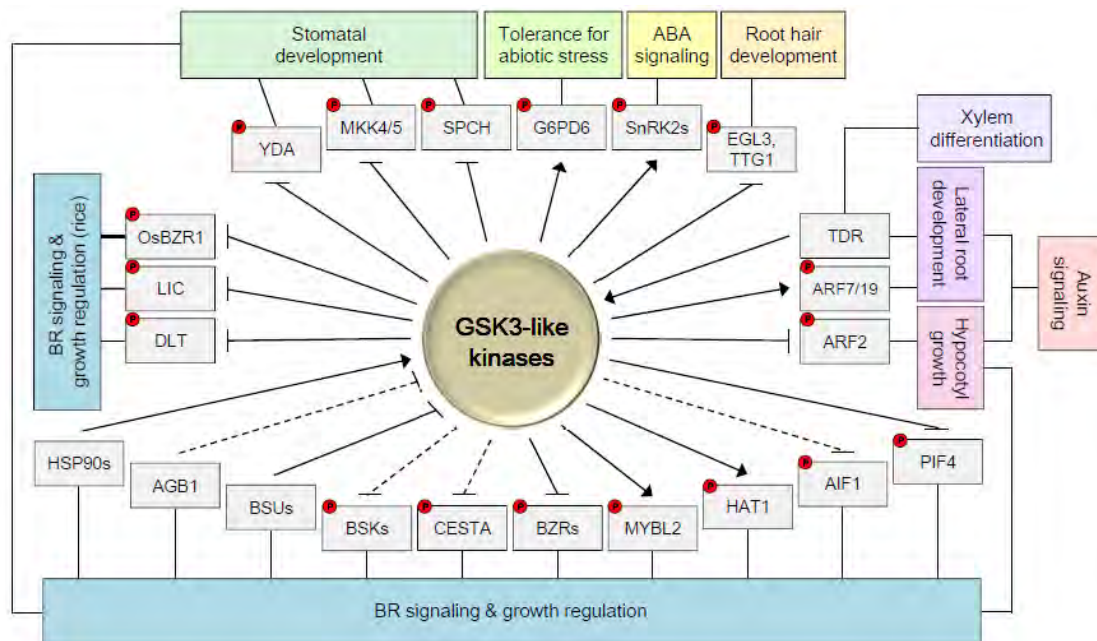 Stomatal
development
Tolerance for
abiotic stress
ABA
signaling
Root hair
development
P
YDA
P
MKK4/5
P
SPCH
P
G6PD6
P
SnRK2s
P
EGL3,
TTG1
Xylem
differentiation
BR signaling &
growth regulation (rice)
P
OsBZR1
P
LIC
P
DLT
GSK3-like
kinases
TDR
P
ARF7/19
P
ARF2
Lateral root
development
Hypocotyl
growth
Auxin
signaling
HSP90s
AGB1
BSUs
P
BSKs
P
CESTA
P
BZRs
P
MYBL2
P
HAT1
P
AIF1
P
PIF4
BR signaling & growth regulation